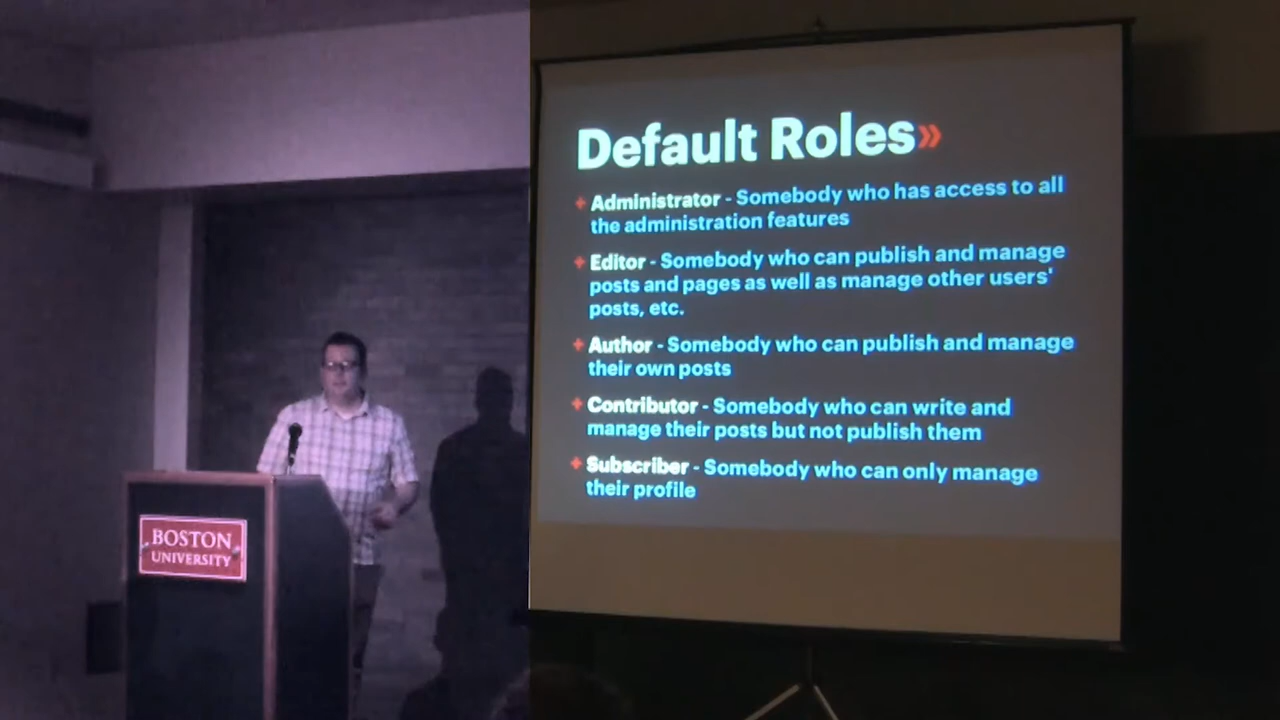 Default Roles»
+ Administrator - Somebody who has access to all
the administration features
+ Editor - Somebody who can publish and manage
posts and pages as well as manage other users'
posts, etc.
+ Author - Somebody who can publish and manage
their own posts
+ Contributor - Somebody who can write and
manage their posts but not publish them
+ Subscriber - Somebody who can only manage
their profile
BOSTON
UNIVERSITY